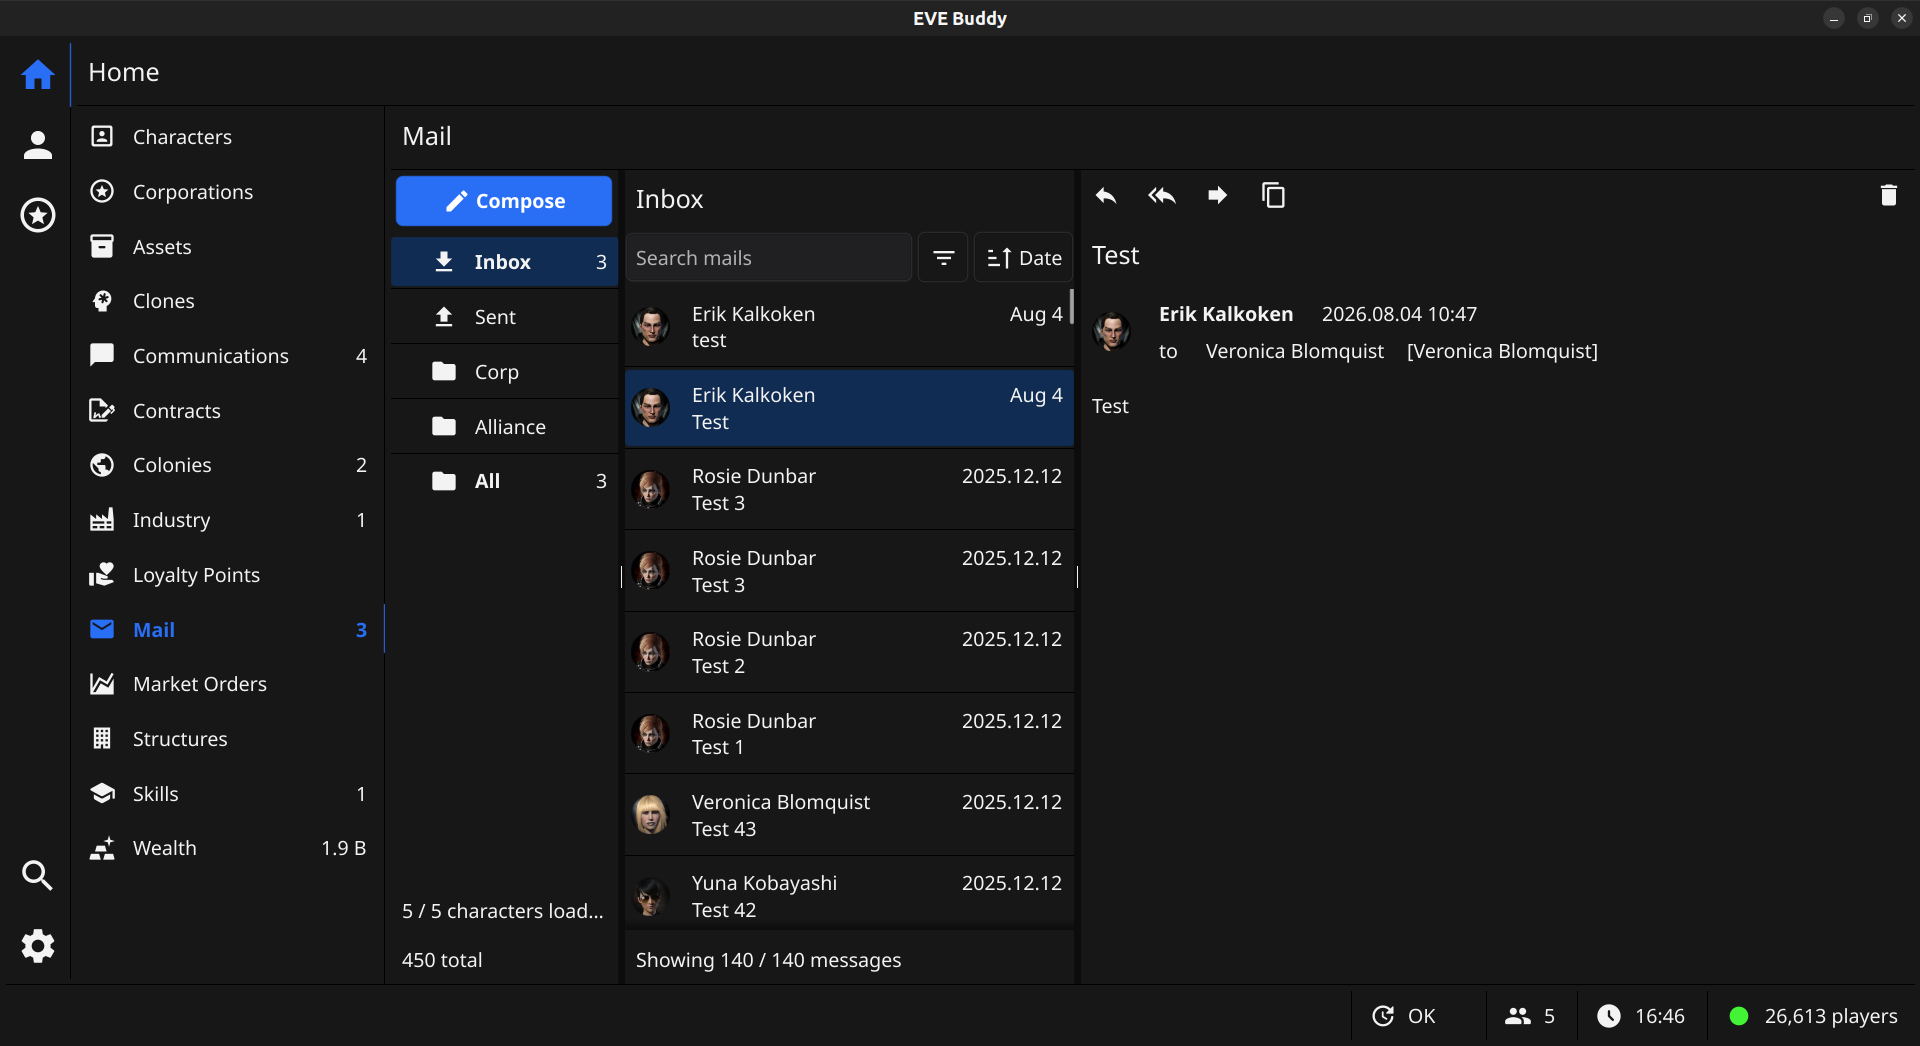 EVE Buddy
Home
Characters
Corporations
Assets
Clones
Communications 4
Contracts
Colonies 2
Industry 1
Loyalty Points
Mail 3
Market Orders
Structures
Skills 1
Wealth 1.9 B
Mail
Compose
Inbox 3
Sent
Corp
Alliance
All 3
5 / 5 characters load...
450 total
Inbox
Search mails
Date
Erik Kalkoken Aug 4
test
Erik Kalkoken Aug 4
Test
Rosie Dunbar 2025.12.12
Test 3
Rosie Dunbar 2025.12.12
Test 3
Rosie Dunbar 2025.12.12
Test 2
Rosie Dunbar 2025.12.12
Test 1
Veronica Blomquist 2025.12.12
Test 43
Yuna Kobayashi 2025.12.12
Test 42
Showing 140 / 140 messages
Test
Erik Kalkoken 2026.08.04 10:47
to Veronica Blomquist [Veronica Blomquist]
Test
OK 5 16:46 26,613 players